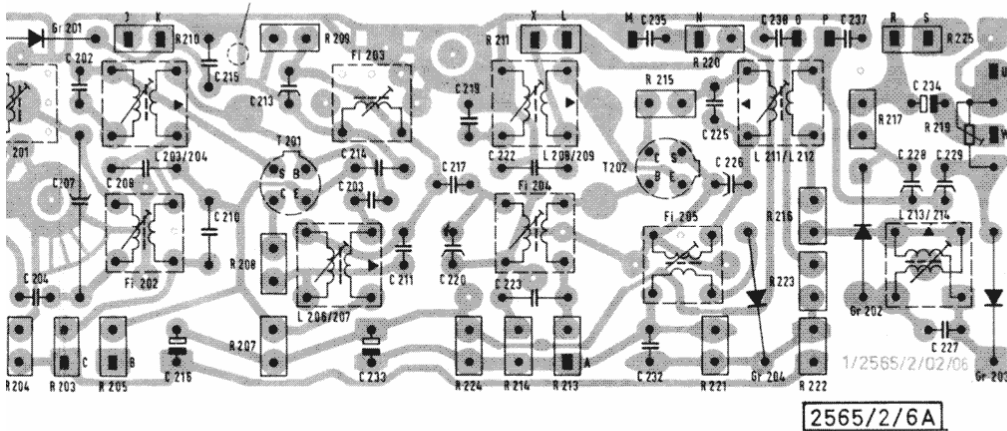 Gr 201
J K
R 210
C 202
C 215
R 209
Fi 203
C 213
X L
R 211
C 219
M C 235 N
R 220
C 236 O P C 237
R S
R 225
R 215
C 225
C 234
R 217
R 219
201
L 203/204
T 201
S B
C E
C 214
C 222
L 208/209
T202
C S
B E
L 211/L 212
C 226
C 228 C 229
C 207
C 208
C 203
C 217
Fi 204
C 210
Fi 205
R 216
L 213/214
R 208
C 211
C 220
C 204
Fi 202
C 223
R 223
Gr 202
L 206/207
R 207
C B A
C 227
1/2565/2/02/06
R 204 R 203 R 205 C 216 C 233 R 224 R 214 R 213 C 232 R 221 Gr 204 R 222 Gr 203
2565/2/6A